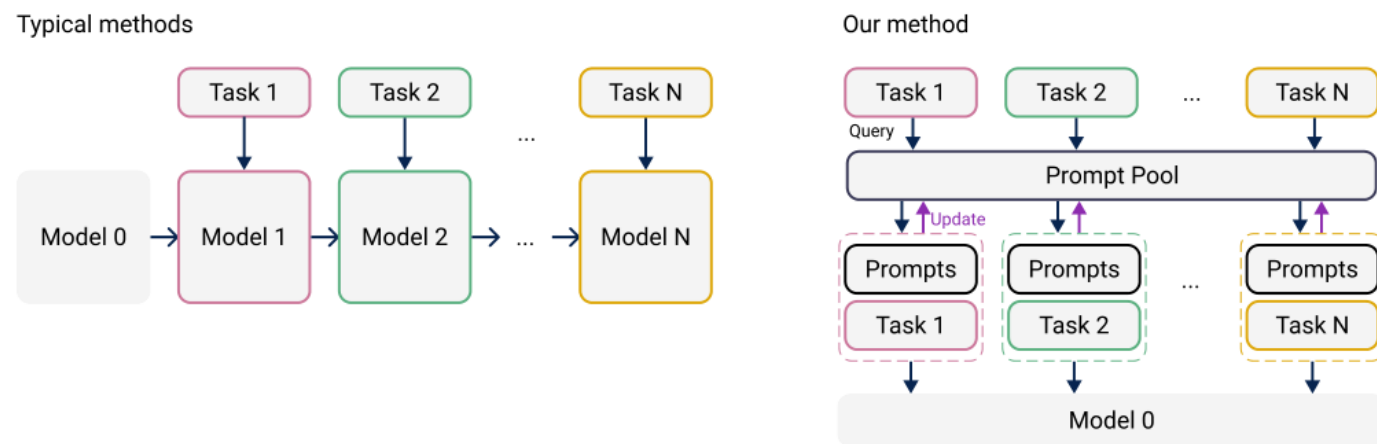 Typical methods
Task 1
Task 2
...
Task N
Model 0
Model 1
Model 2
...
Model N
Our method
Task 1
Task 2
...
Task N
Query
Prompt Pool
Update
Prompts
Prompts
...
Prompts
Task 1
Task 2
Task N
Model 0